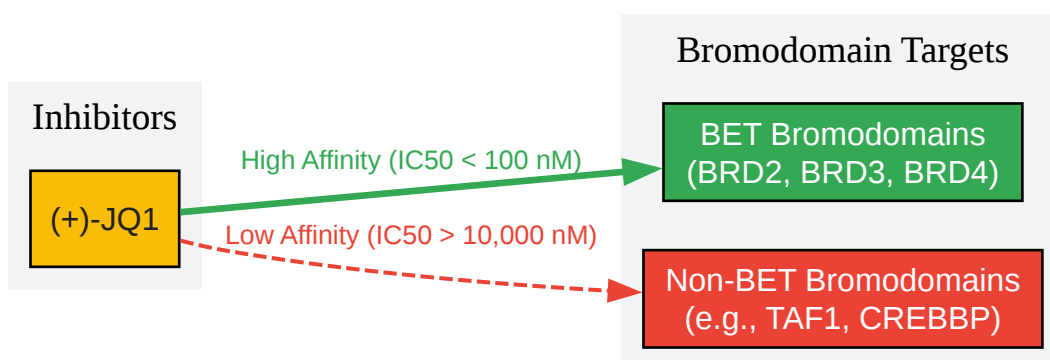 Inhibitors
(+)-JQ1
High Affinity (IC50 < 100 nM)
Low Affinity (IC50 > 10,000 nM)
Bromodomain Targets
BET Bromodomains
(BRD2, BRD3, BRD4)
Non-BET Bromodomains
(e.g., TAF1, CREBBP)